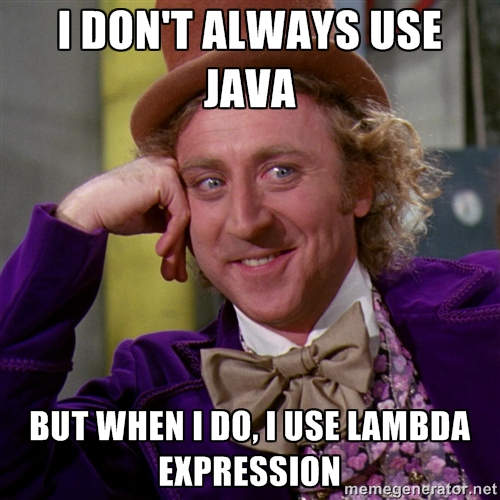 I DON'T ALWAYS USE
JAVA
BUT WHEN I DO, I USE LAMBDA
EXPRESSION
memegenerator.net